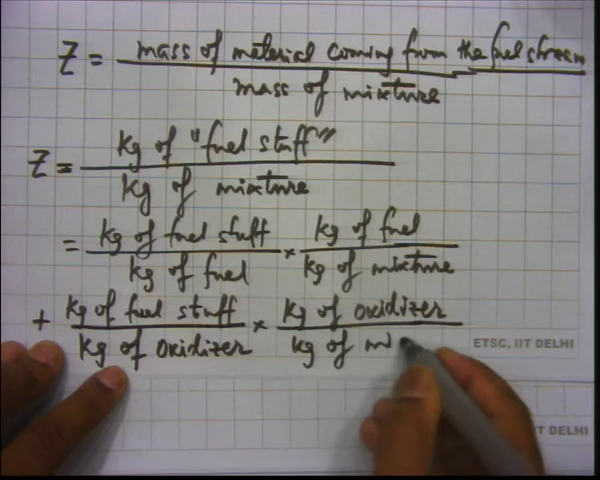 Z = mass of material coming from the fuel stream
mass of mixture
Z = kg of "fuel stuff"
kg of mixture
= kg of fuel stuff × kg of fuel
kg of fuel kg of mixture
+ kg of fuel stuff × kg of oxidizer
kg of oxidizer kg of mi
ETSC, IIT DELHI
IT DELHI